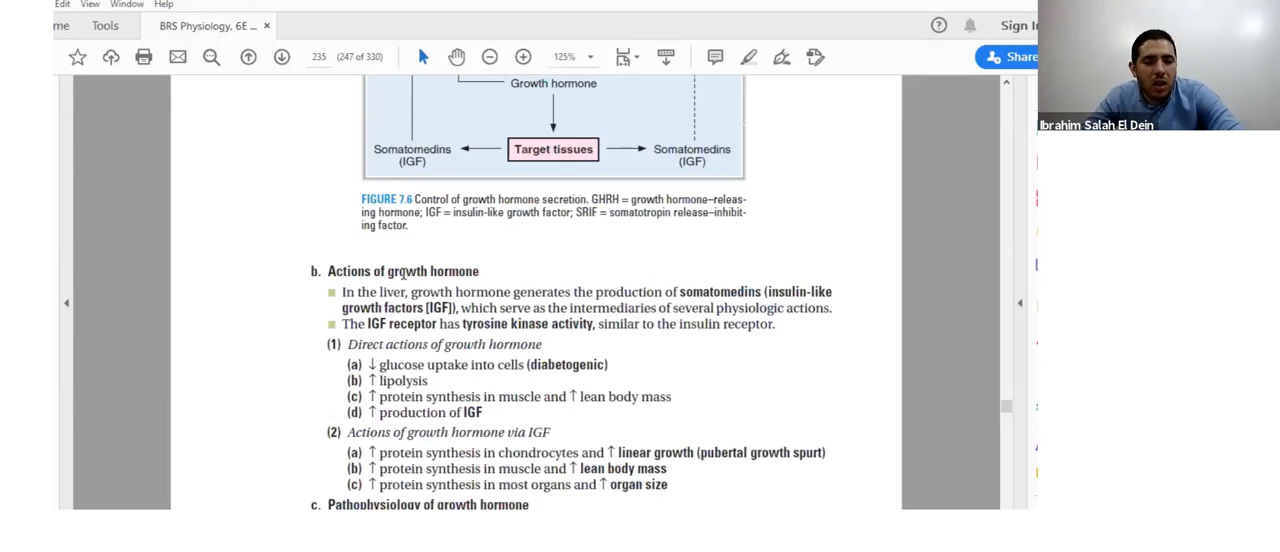 Edit View Window Help
me Tools BRS Physiology, 6E ... × Sign In
235 (247 of 330) 125% Share
Ibrahim Salah El Dein
Growth hormone
Somatomedins Target tissues Somatomedins
(IGF) (IGF)
FIGURE 7.6 Control of growth hormone secretion. GHRH = growth hormone–releas-
ing hormone; IGF = insulin-like growth factor; SRIF = somatotropin release–inhibit-
ing factor.
b. Actions of growth hormone
■ In the liver, growth hormone generates the production of somatomedins (insulin-like
growth factors [IGF]), which serve as the intermediaries of several physiologic actions.
■ The IGF receptor has tyrosine kinase activity, similar to the insulin receptor.
(1) Direct actions of growth hormone
(a) ↓ glucose uptake into cells (diabetogenic)
(b) ↑ lipolysis
(c) ↑ protein synthesis in muscle and ↑ lean body mass
(d) ↑ production of IGF
(2) Actions of growth hormone via IGF
(a) ↑ protein synthesis in chondrocytes and ↑ linear growth (pubertal growth spurt)
(b) ↑ protein synthesis in muscle and ↑ lean body mass
(c) ↑ protein synthesis in most organs and ↑ organ size
c. Pathophysiology of growth hormone